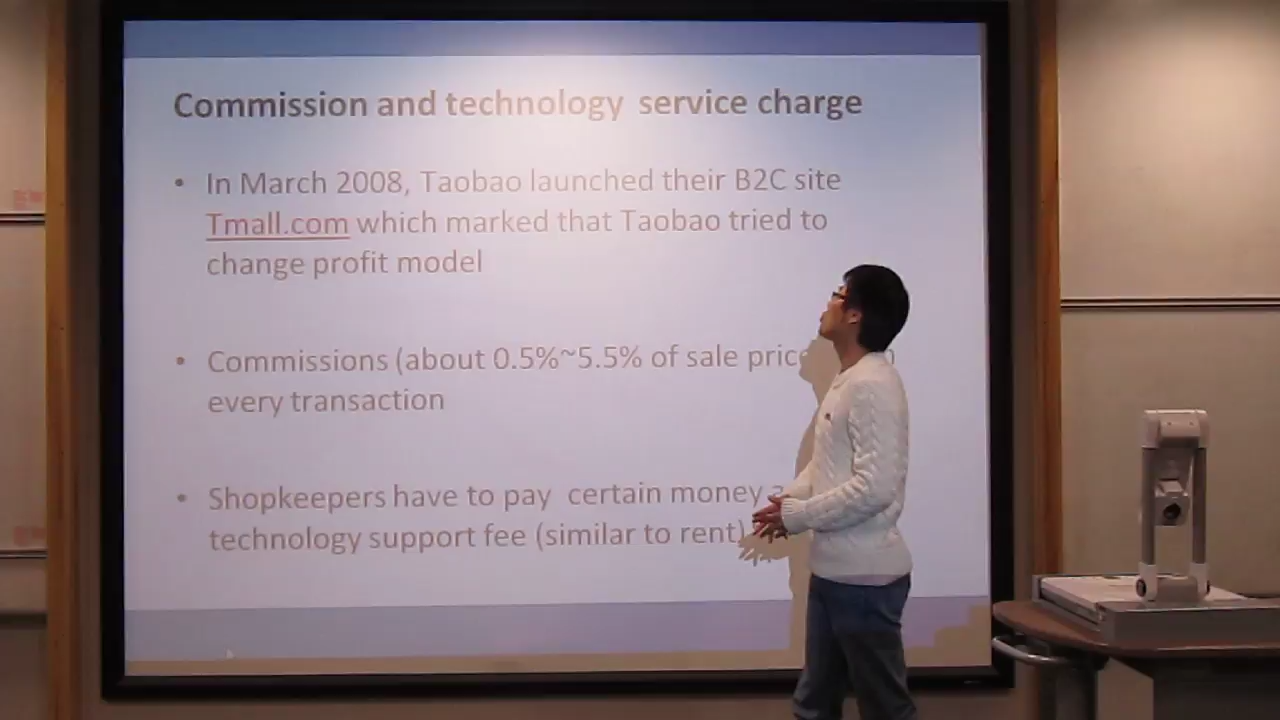 Commission and technology service charge
• In March 2008, Taobao launched their B2C site
Tmall.com which marked that Taobao tried to
change profit model
• Commissions (about 0.5%~5.5% of sale
every transaction
• Shopkeepers have to pay certain money
technology support fee (similar to rent)